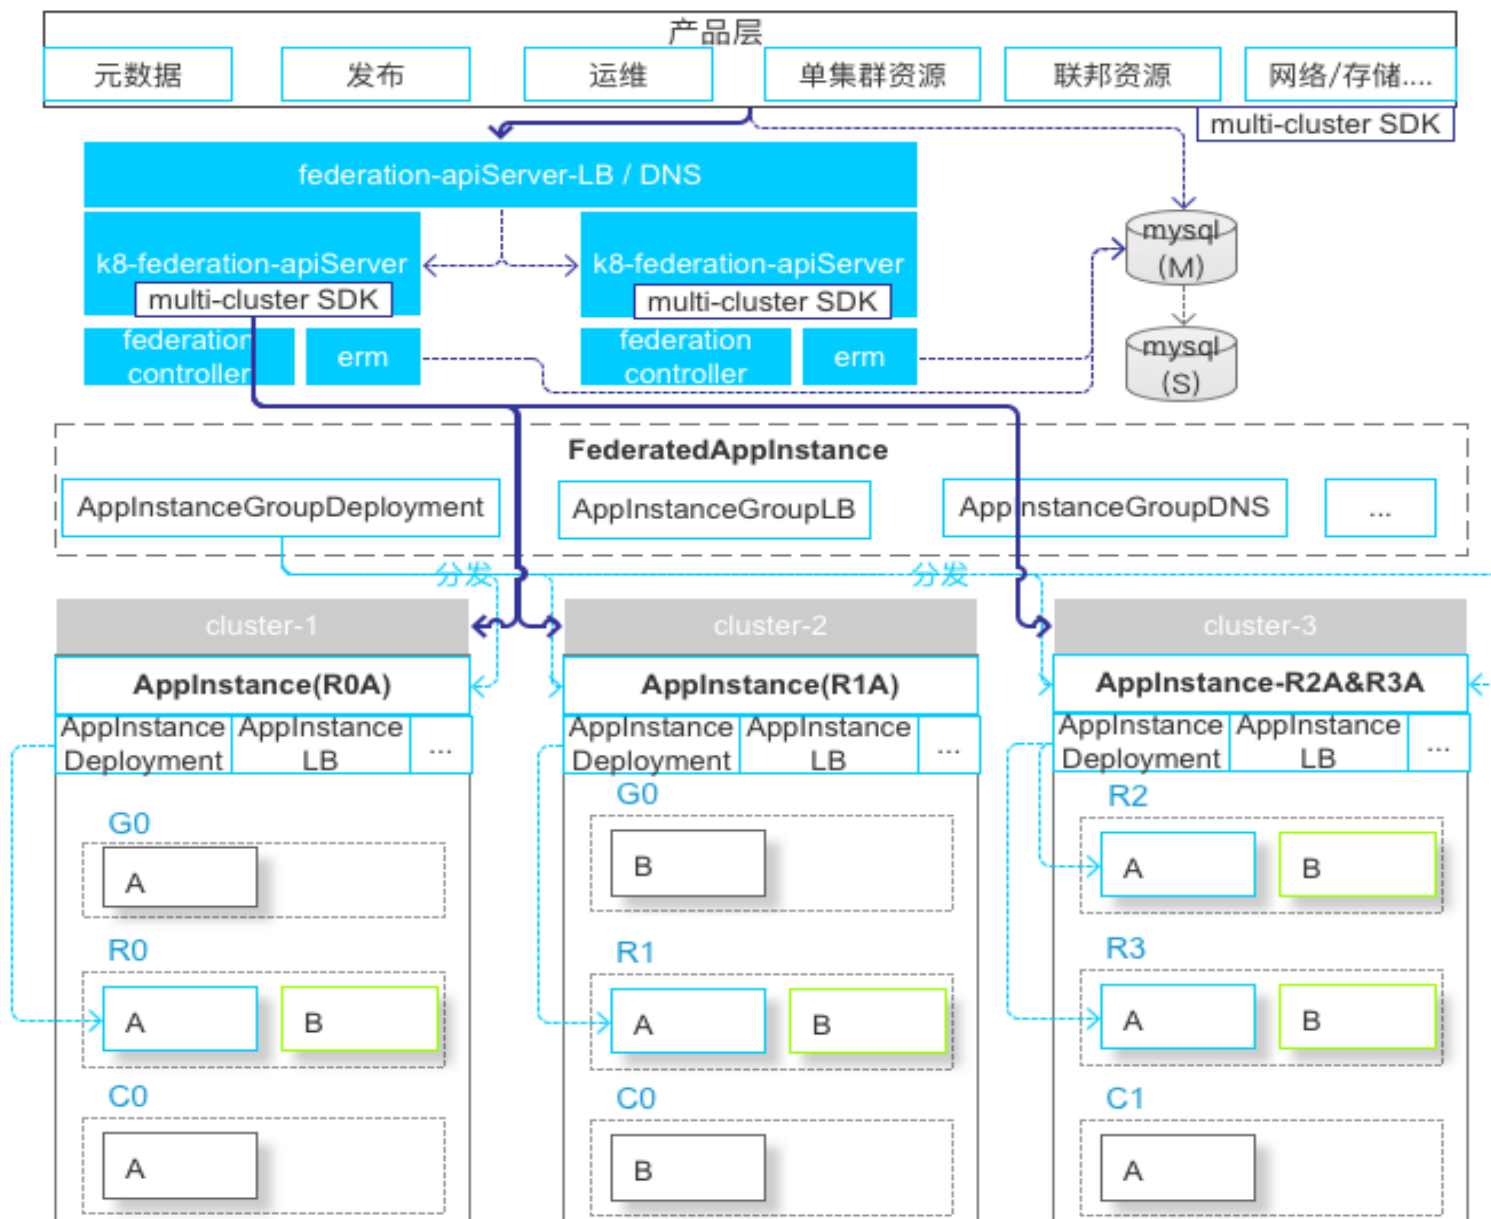 产品层
元数据
发布
运维
单集群资源
联邦资源
网络/存储....
multi-cluster SDK
federation-apiServer-LB / DNS
k8-federation-apiServer
multi-cluster SDK
k8-federation-apiServer
multi-cluster SDK
federation
controller
erm
federation
controller
erm
mysql
(M)
mysql
(S)
FederatedAppInstance
AppInstanceGroupDeployment
AppInstanceGroupLB
AppInstanceGroupDNS
...
分发
分发
cluster-1
AppInstance(R0A)
AppInstance
Deployment
AppInstance
LB
...
G0
A
R0
A
B
C0
A
cluster-2
AppInstance(R1A)
AppInstance
Deployment
AppInstance
LB
...
G0
B
R1
A
B
C0
B
cluster-3
AppInstance-R2A&R3A
AppInstance
Deployment
AppInstance
LB
...
R2
A
B
R3
A
B
C1
A